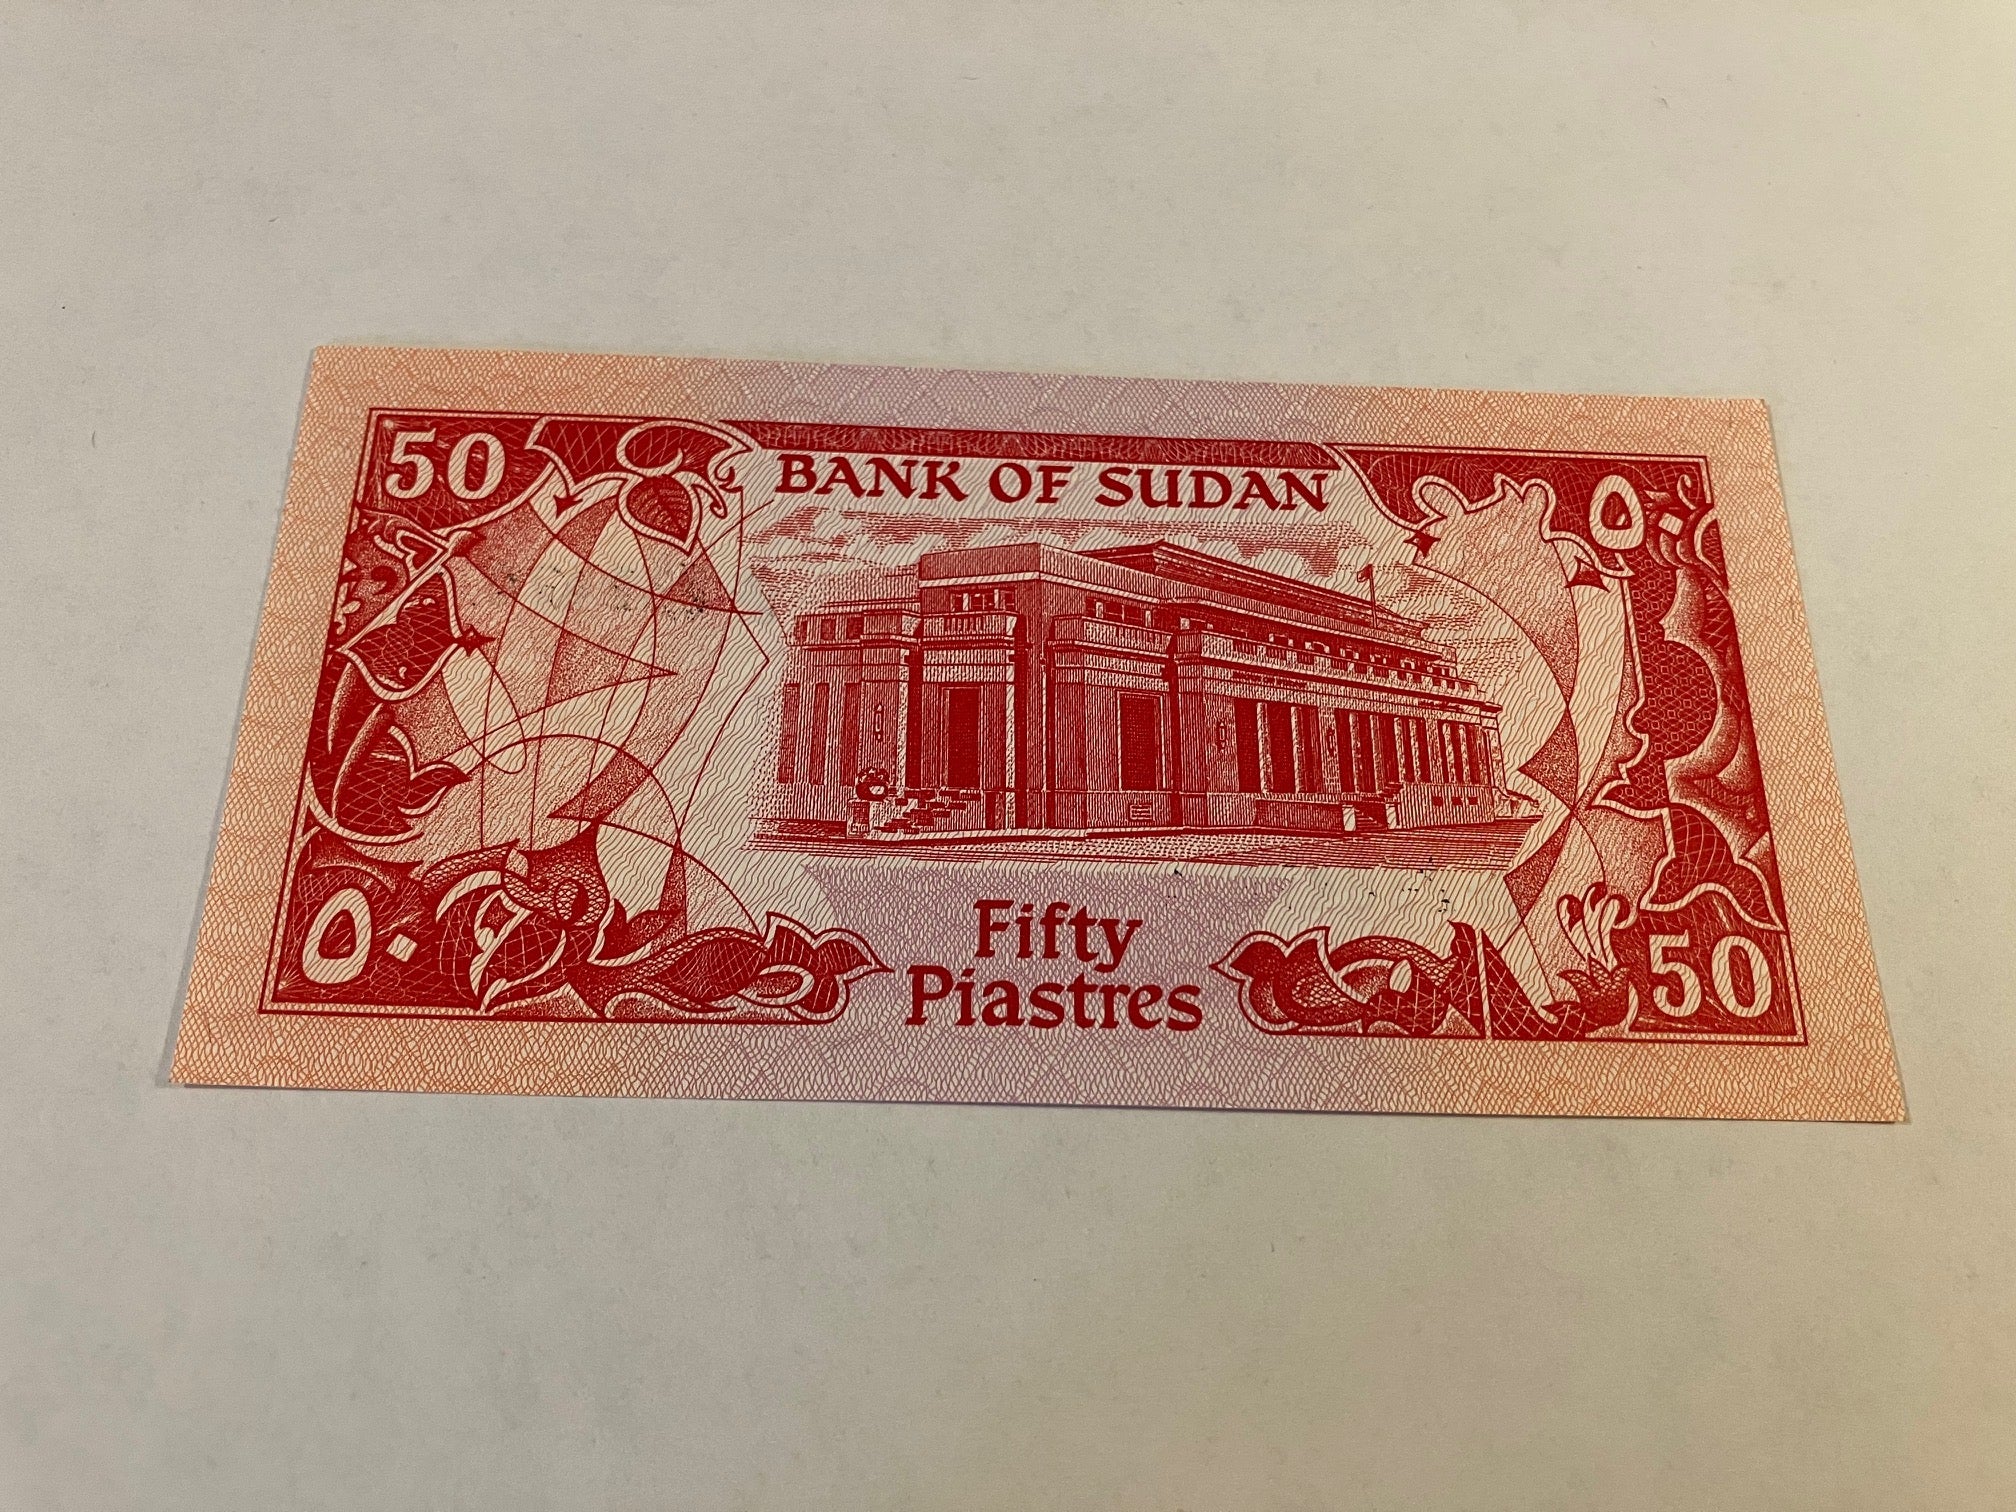 50
BANK OF SUDAN
٥٠
٥٠
Fifty
Piastres
50